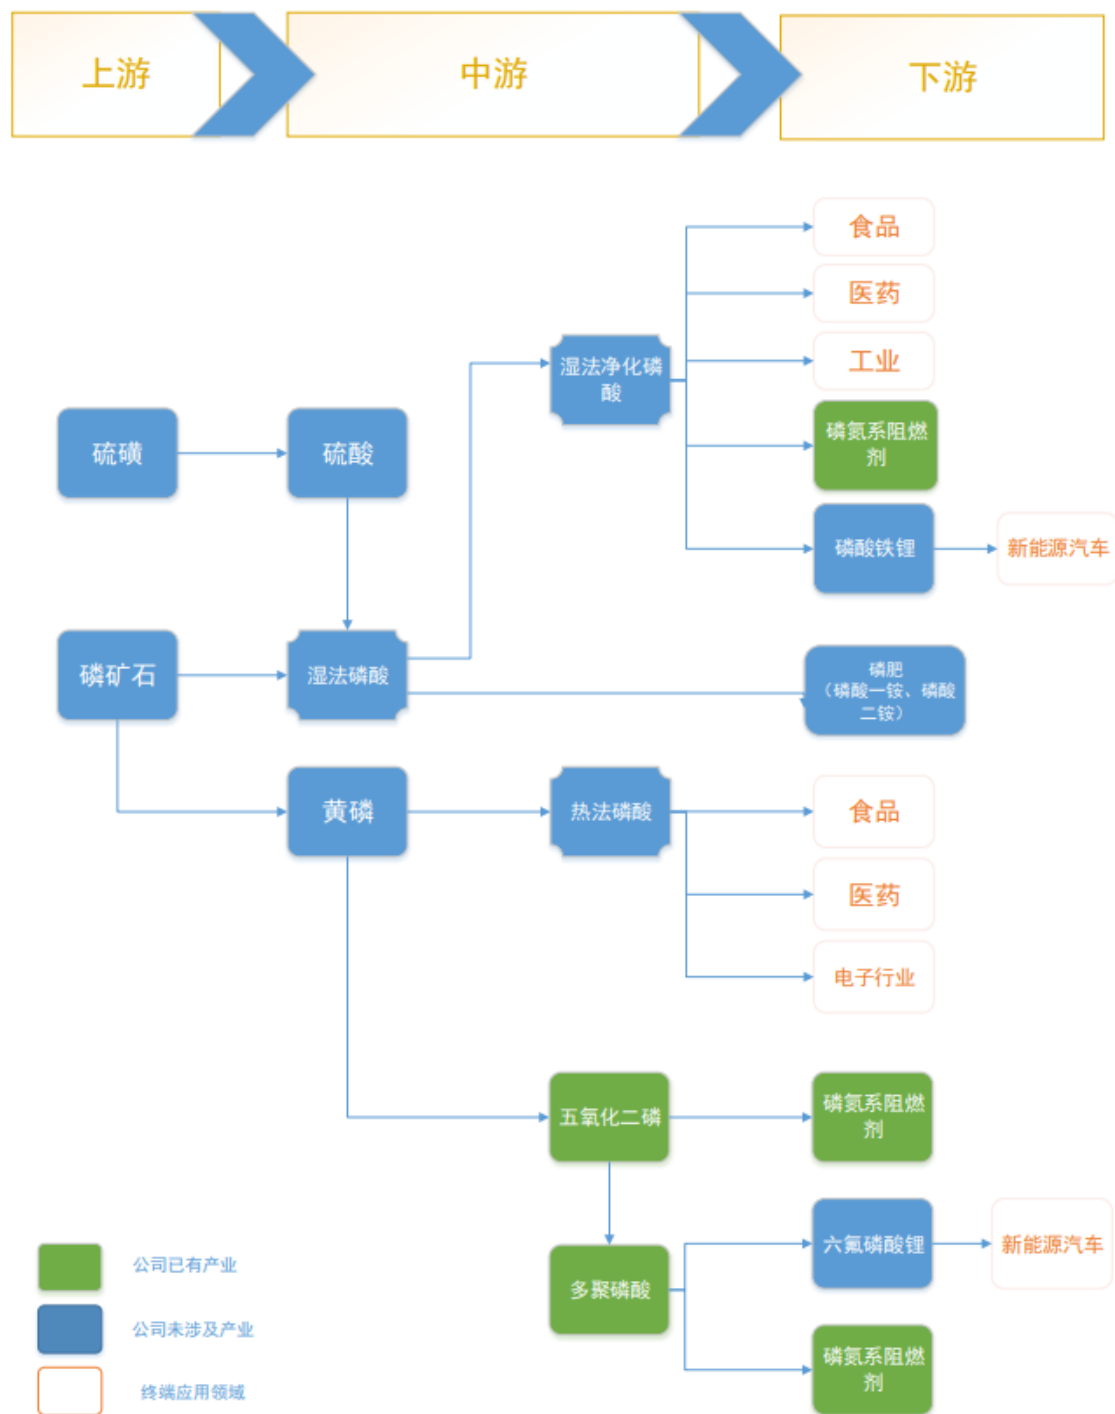 上游
中游
下游
食品
医药
工业
湿法净化磷
酸
磷氮系阻燃
剂
硫磺
硫酸
磷酸铁锂
新能源汽车
磷矿石
湿法磷酸
磷肥
（磷酸一铵、磷酸
二铵）
黄磷
热法磷酸
食品
医药
电子行业
五氧化二磷
磷氮系阻燃
剂
多聚磷酸
六氟磷酸锂
新能源汽车
磷氮系阻燃
剂
公司已有产业
公司未涉及产业
终端应用领域